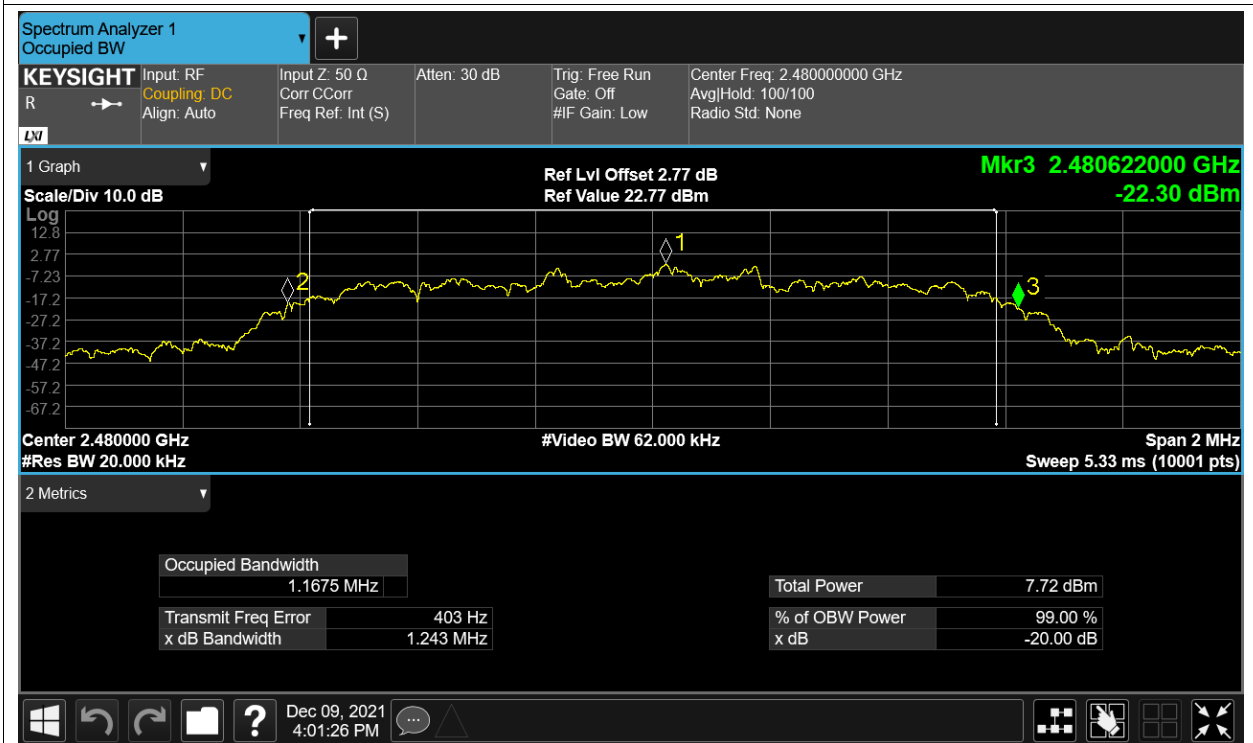 Spectrum Analyzer 1
Occupied BW
KEYSIGHT
R
LXI
Input: RF
Coupling: DC
Align: Auto
Input Z: 50 Ω
Corr CCorr
Freq Ref: Int (S)
Atten: 30 dB
Trig: Free Run
Gate: Off
#IF Gain: Low
Center Freq: 2.480000000 GHz
Avg|Hold: 100/100
Radio Std: None
1 Graph
Scale/Div 10.0 dB
Ref Lvl Offset 2.77 dB
Ref Value 22.77 dBm
Mkr3 2.480622000 GHz
-22.30 dBm
Log
12.8
2.77
-7.23
-17.2
-27.2
-37.2
-47.2
-57.2
-67.2
1
2
3
Center 2.480000 GHz
#Video BW 62.000 kHz
Span 2 MHz
#Res BW 20.000 kHz
Sweep 5.33 ms (10001 pts)
2 Metrics
Occupied Bandwidth
1.1675 MHz
Total Power 7.72 dBm
Transmit Freq Error 403 Hz
% of OBW Power 99.00 %
x dB Bandwidth 1.243 MHz
x dB -20.00 dB
?
Dec 09, 2021
4:01:26 PM